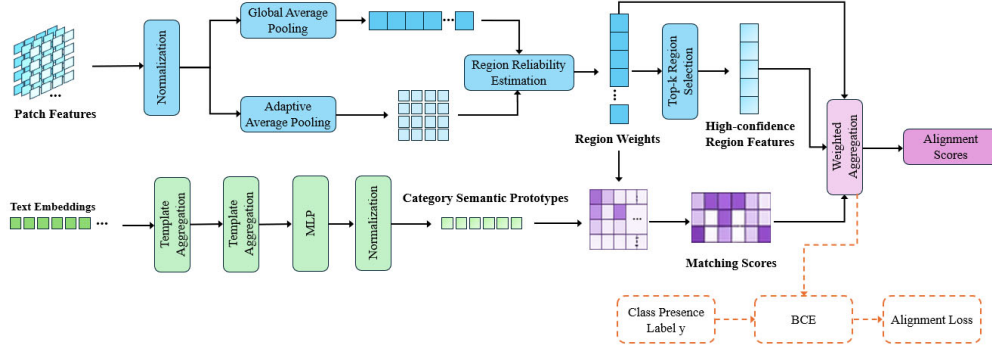 Patch Features
Normalization
Global Average
Pooling
Adaptive
Average Pooling
Region Reliability
Estimation
Region Weights
Top-k Region
Selection
High-confidence
Region Features
Weighted
Aggregation
Alignment
Scores
Text Embeddings
Template
Aggregation
Template
Aggregation
MLP
Normalization
Category Semantic Prototypes
Matching Scores
Class Presence
Label y
BCE
Alignment Loss